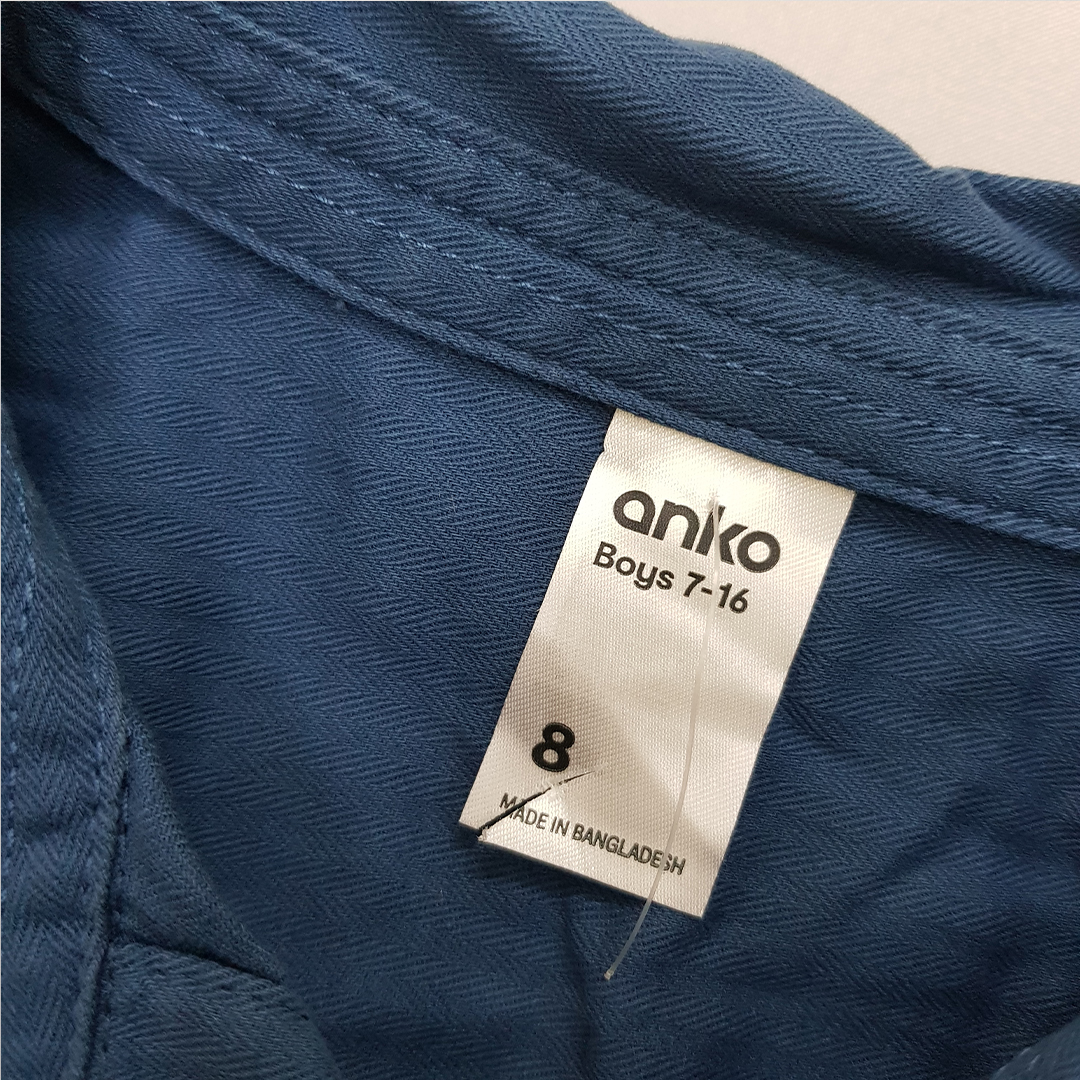 anko
Boys 7-16
8
MADE IN BANGLADESH